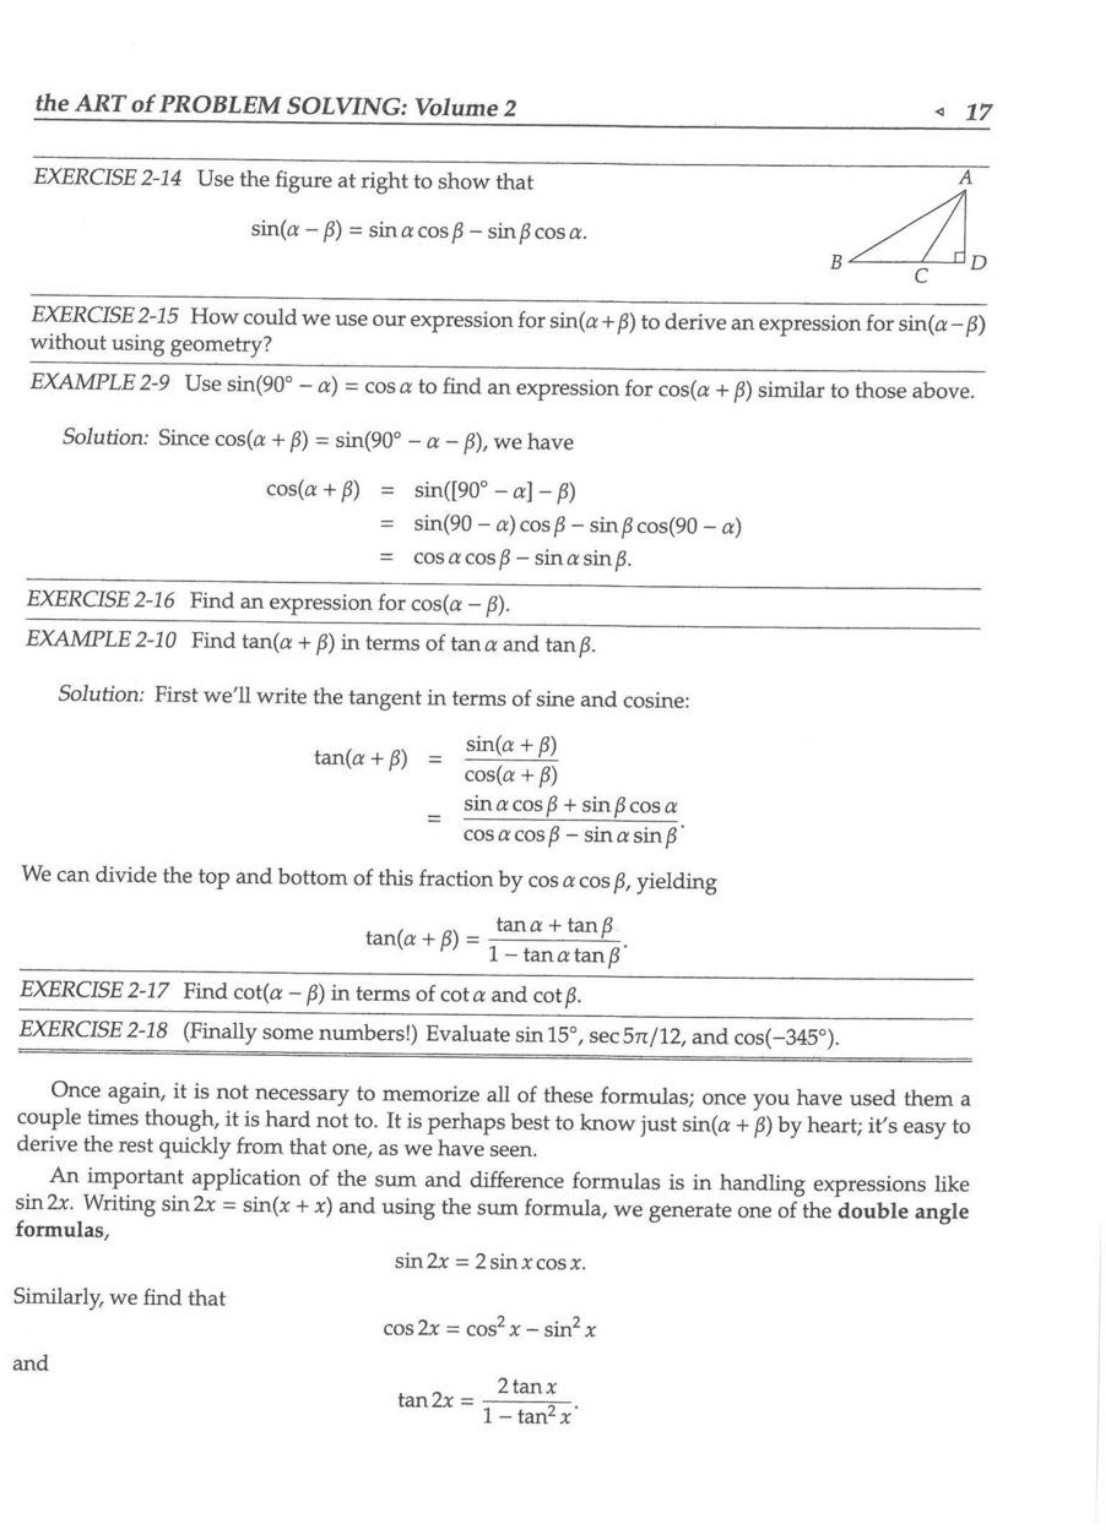 the ART of PROBLEM SOLVING: Volume 2 ◃ 17
EXERCISE 2-14 Use the figure at right to show that
sin(α − β) = sin α cos β − sin β cos α.
A
B
C
D
EXERCISE 2-15 How could we use our expression for sin(α+β) to derive an expression for sin(α−β)
without using geometry?
EXAMPLE 2-9 Use sin(90° − α) = cos α to find an expression for cos(α + β) similar to those above.
Solution: Since cos(α + β) = sin(90° − α − β), we have
cos(α + β) = sin([90° − α] − β)
= sin(90 − α) cos β − sin β cos(90 − α)
= cos α cos β − sin α sin β.
EXERCISE 2-16 Find an expression for cos(α − β).
EXAMPLE 2-10 Find tan(α + β) in terms of tan α and tan β.
Solution: First we'll write the tangent in terms of sine and cosine:
tan(α + β) = sin(α + β) / cos(α + β)
= (sin α cos β + sin β cos α) / (cos α cos β − sin α sin β).
We can divide the top and bottom of this fraction by cos α cos β, yielding
tan(α + β) = (tan α + tan β) / (1 − tan α tan β).
EXERCISE 2-17 Find cot(α − β) in terms of cot α and cot β.
EXERCISE 2-18 (Finally some numbers!) Evaluate sin 15°, sec 5π/12, and cos(−345°).
Once again, it is not necessary to memorize all of these formulas; once you have used them a
couple times though, it is hard not to. It is perhaps best to know just sin(α + β) by heart; it's easy to
derive the rest quickly from that one, as we have seen.
An important application of the sum and difference formulas is in handling expressions like
sin 2x. Writing sin 2x = sin(x + x) and using the sum formula, we generate one of the double angle
formulas,
sin 2x = 2 sin x cos x.
Similarly, we find that
cos 2x = cos² x − sin² x
and
tan 2x = 2 tan x / (1 − tan² x).